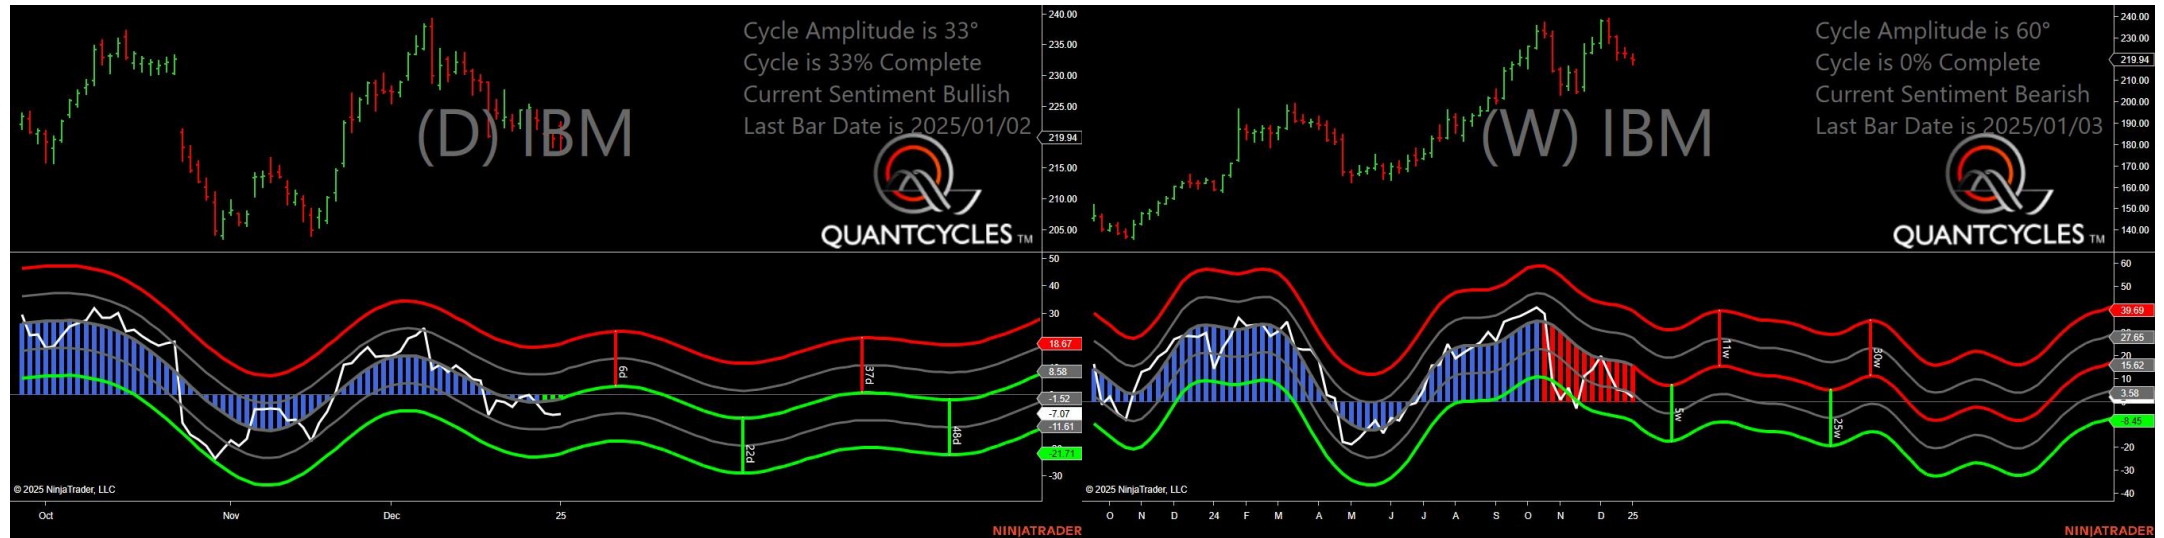 Cycle Amplitude is 33°
Cycle is 33% Complete
Current Sentiment Bullish
Last Bar Date is 2025/01/02
(D) IBM
QUANTCYCLES TM
240.00
235.00
230.00
225.00
219.94
215.00
210.00
205.00
50
40
30
18.67
8.58
-1.52
-7.07
-11.61
-21.71
-30
6d
22d
37d
48d
© 2025 NinjaTrader, LLC
Oct Nov Dec 25
NINJATRADER
Cycle Amplitude is 60°
Cycle is 0% Complete
Current Sentiment Bearish
Last Bar Date is 2025/01/03
(W) IBM
QUANTCYCLES TM
240.00
230.00
219.94
210.00
200.00
190.00
180.00
170.00
160.00
150.00
140.00
60
50
39.69
27.65
20
15.62
10
3.58
-8.45
-20
-30
-40
5w
11w
25w
30w
© 2025 NinjaTrader, LLC
O N D 24 F M A M J J A S O N D 25
NINJATRADER